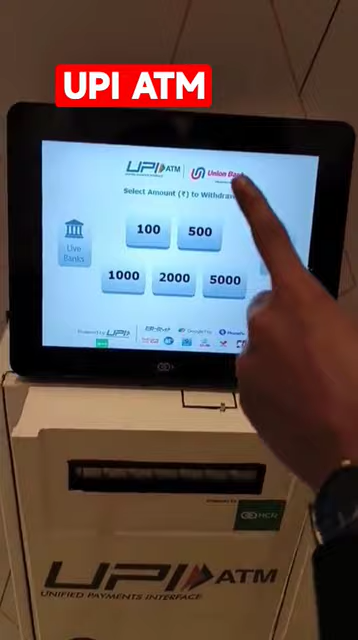 UPI ATM
UPI ATM Union Bank
Select Amount (₹) to Withdraw
100 500
Live
Banks
1000 2000 5000
Powered by UPI
NCR
UPI ATM
UNIFIED PAYMENTS INTERFACE